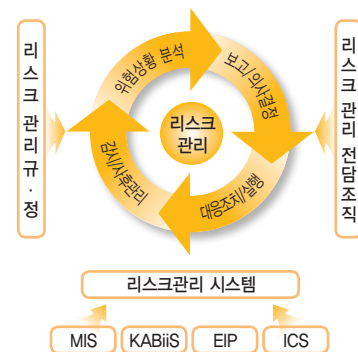 리스크 관리규·정
위험상황 분석
보고/의사결정
리스크 관리 전담조직
리스크
관리
감시/사후관리
대응조치/실행
리스크관리 시스템
MIS
KABiiS
EIP
ICS